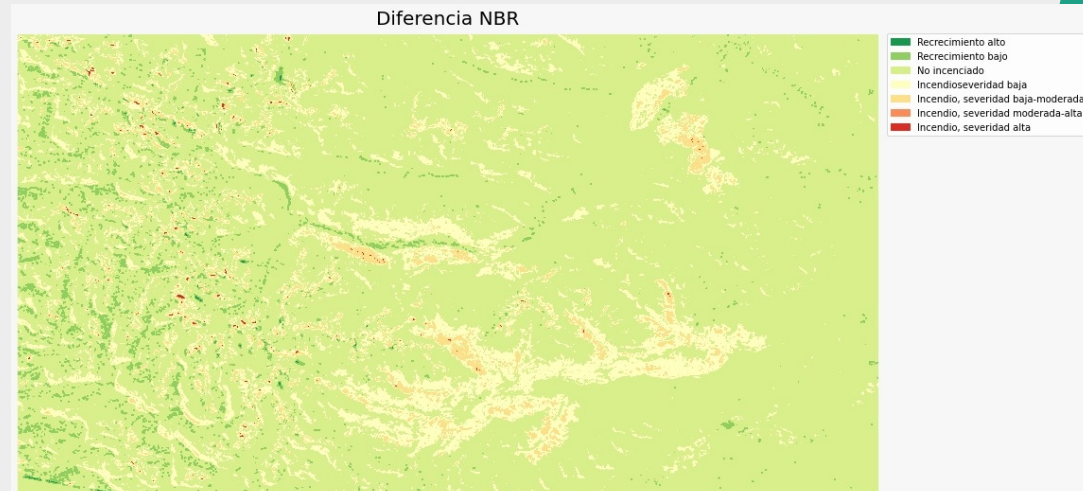 Diferencia NBR
Recrecimiento alto
Recrecimiento bajo
No incenciado
Incendioseveridad baja
Incendio, severidad baja-moderada
Incendio, severidad moderada-alta
Incendio, severidad alta